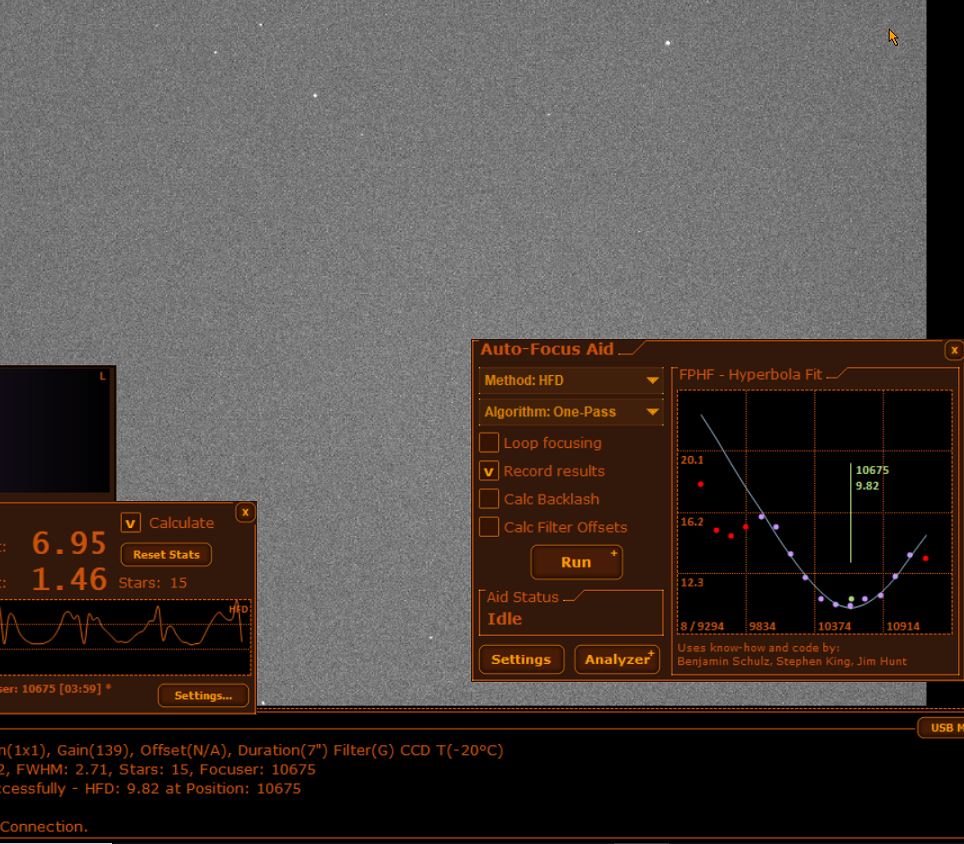 Auto-Focus Aid
x
Method: HFD
Algorithm: One-Pass
Loop focusing
v Record results
Calc Backlash
Calc Filter Offsets
Run +
Aid Status
Idle
Settings
Analyzer+
FPHF - Hyperbola Fit
20.1
16.2
12.3
10675
9.82
8 / 9294
9834
10374
10914
Uses know-how and code by:
Benjamin Schulz, Stephen King, Jim Hunt
L
x
v Calculate
6.95
Reset Stats
1.46
Stars: 15
HFD
ser: 10675 [03:59] *
Settings...
USB M
n(1x1), Gain(139), Offset(N/A), Duration(7") Filter(G) CCD T(-20ºC)
2, FWHM: 2.71, Stars: 15, Focuser: 10675
cessfully - HFD: 9.82 at Position: 10675
Connection.